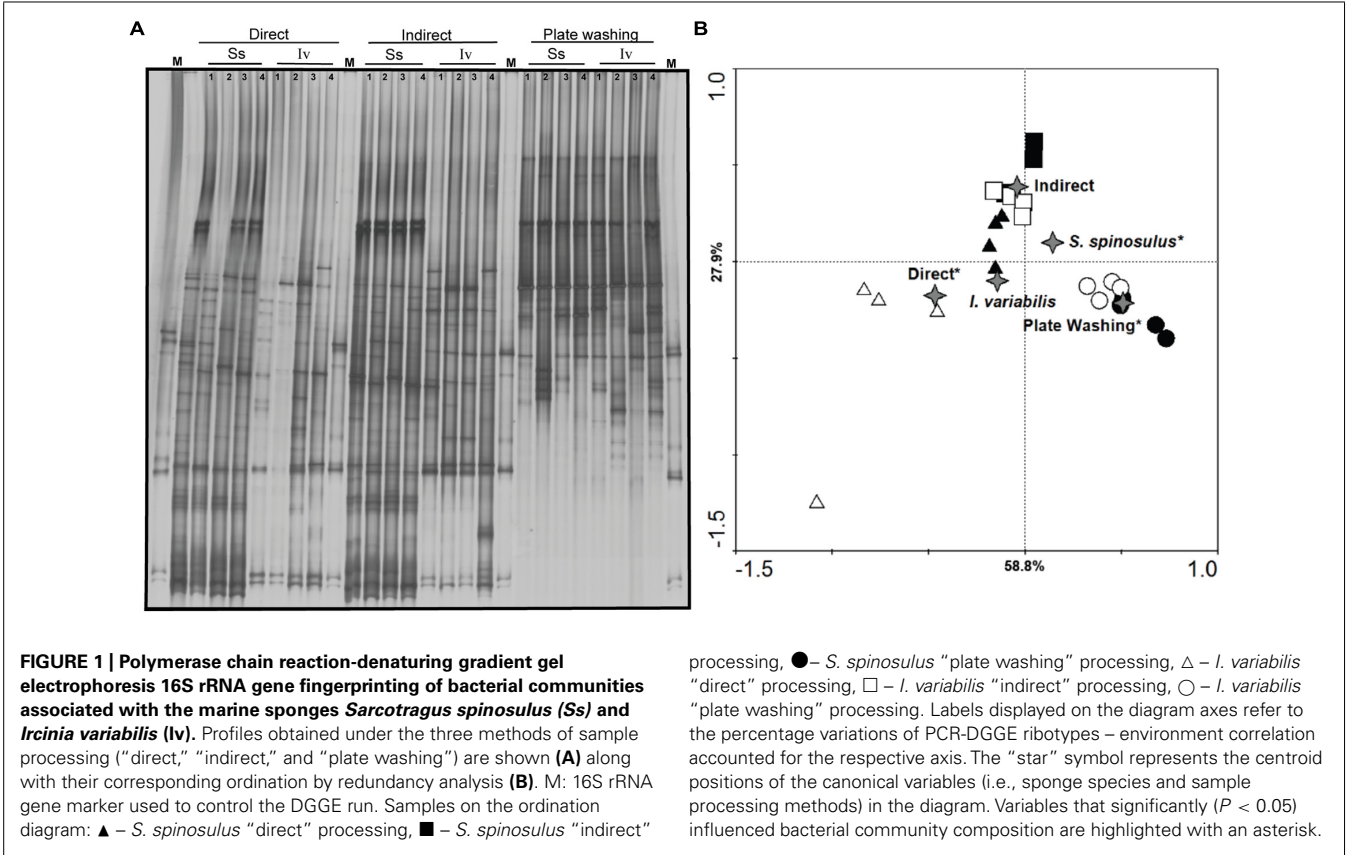 A
Direct
Indirect
Plate washing
M
Ss
Iv
M
Ss
Iv
M
Ss
Iv
M
1 2 3 4 1 2 3 4
1 2 3 4 1 2 3 4
1 2 3 4 1 2 3 4
B
1.0
27.9%
-1.5
Indirect
S. spinosulus*
Direct*
I. variabilis
Plate Washing*
-1.5
58.8%
1.0
FIGURE 1 | Polymerase chain reaction-denaturing gradient gel
electrophoresis 16S rRNA gene fingerprinting of bacterial communities
associated with the marine sponges Sarcotragus spinosulus (Ss) and
Ircinia variabilis (Iv). Profiles obtained under the three methods of sample
processing (“direct,” “indirect,” and “plate washing”) are shown (A) along
with their corresponding ordination by redundancy analysis (B). M: 16S rRNA
gene marker used to control the DGGE run. Samples on the ordination
diagram: ▲ – S. spinosulus “direct” processing, ■ – S. spinosulus “indirect”
processing, ● – S. spinosulus “plate washing” processing, △ – I. variabilis
“direct” processing, □ – I. variabilis “indirect” processing, ○ – I. variabilis
“plate washing” processing. Labels displayed on the diagram axes refer to
the percentage variations of PCR-DGGE ribotypes – environment correlation
accounted for the respective axis. The “star” symbol represents the centroid
positions of the canonical variables (i.e., sponge species and sample
processing methods) in the diagram. Variables that significantly (P < 0.05)
influenced bacterial community composition are highlighted with an asterisk.